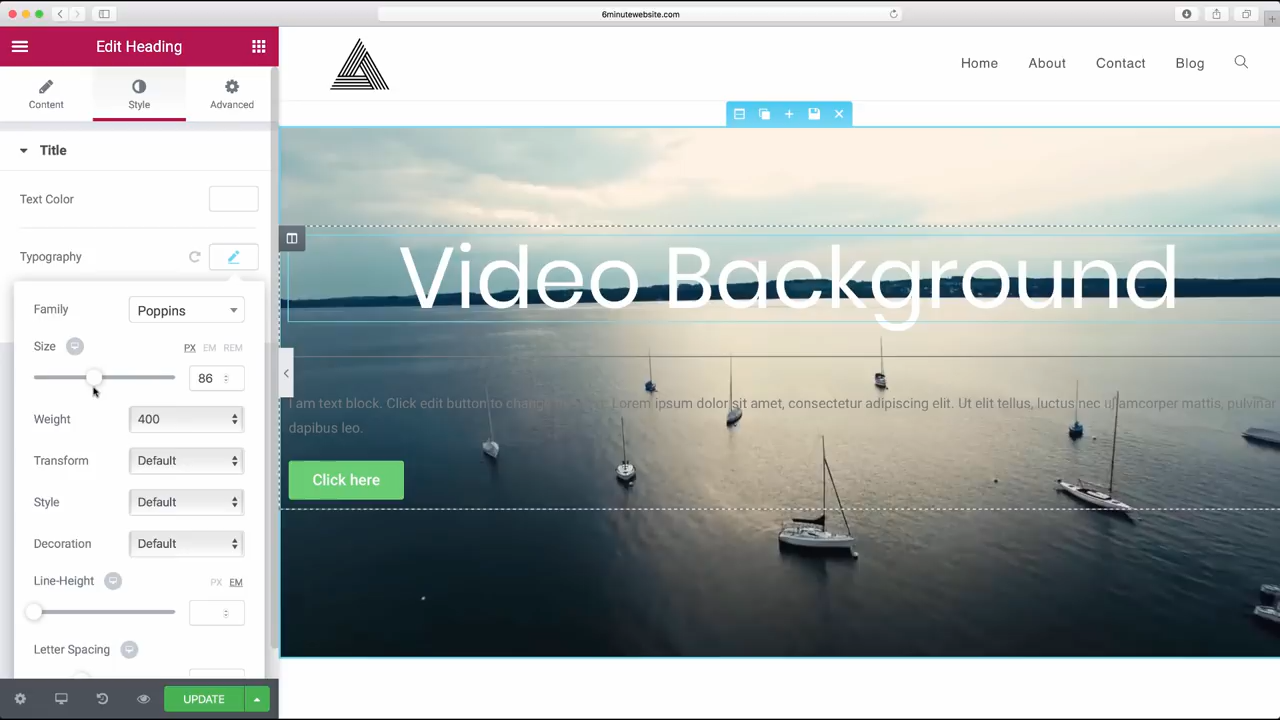 6minutewebsite.com
Edit Heading
Home
About
Contact
Blog
Content
Style
Advanced
Title
Text Color
Typography
Video Background
Family
Poppins
Size
PX EM REM
86
I am text block. Click edit button to change Lorem ipsum dolor sit amet, consectetur adipiscing elit. Ut elit tellus, luctus nec ullamcorper mattis, pulvinar
dapibus leo.
Weight
400
Transform
Default
Click here
Style
Default
Decoration
Default
Line-Height
PX EM
Letter Spacing
UPDATE